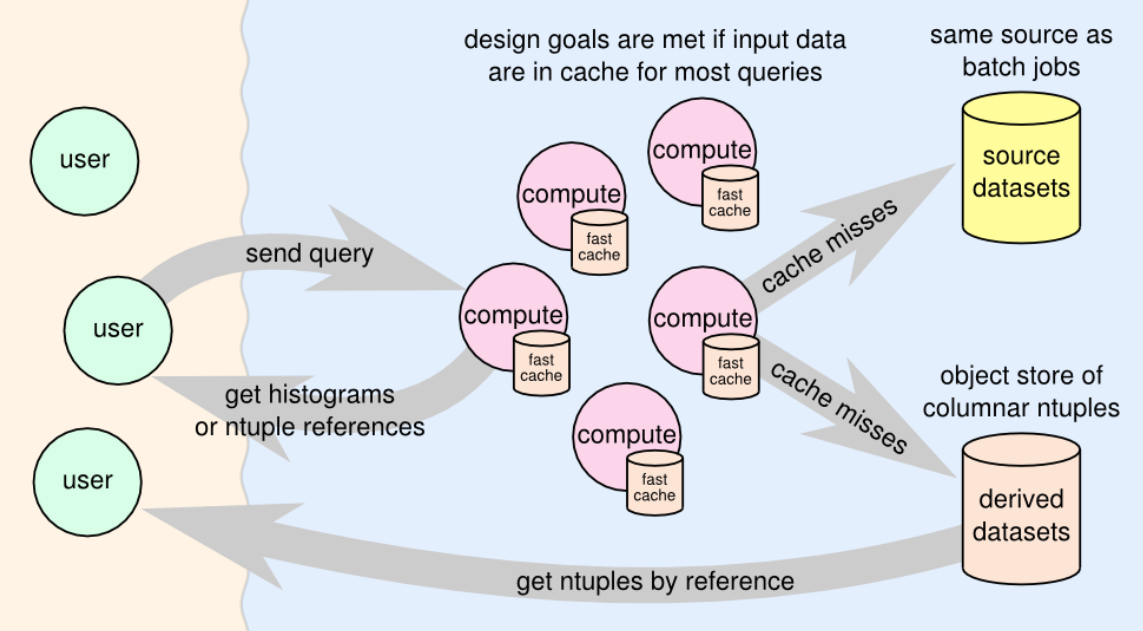 design goals are met if input data
are in cache for most queries
same source as
batch jobs
user
compute
fast
cache
compute
fast
cache
source
datasets
send query
cache misses
user
compute
fast
cache
compute
fast
cache
get histograms
or ntuple references
cache misses
object store of
columnar ntuples
user
compute
fast
cache
derived
datasets
get ntuples by reference